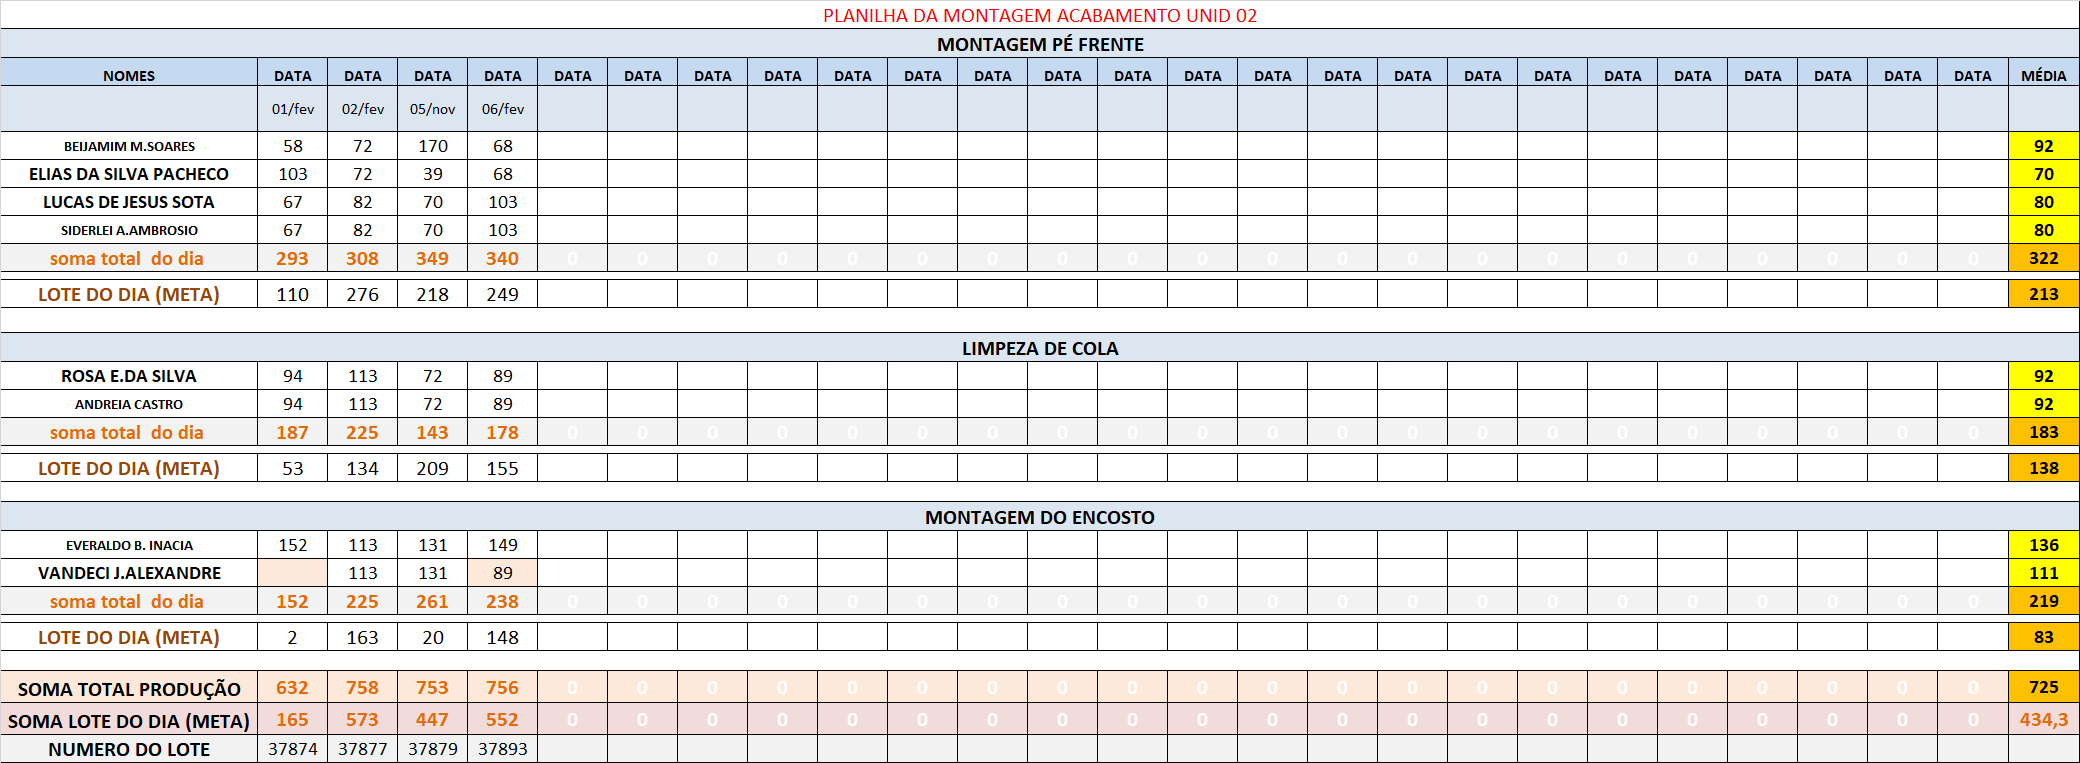 PLANILHA DA MONTAGEM ACABAMENTO UNID 02
MONTAGEM PÉ FRENTE
NOMES DATA DATA DATA DATA DATA DATA DATA DATA DATA DATA DATA DATA DATA DATA DATA DATA DATA DATA DATA DATA DATA DATA DATA DATA DATA MÉDIA
01/fev 02/fev 05/nov 06/fev
BEIJAMIM M.SOARES 58 72 170 68 92
ELIAS DA SILVA PACHECO 103 72 39 68 70
LUCAS DE JESUS SOTA 67 82 70 103 80
SIDERLEI A.AMBROSIO 67 82 70 103 80
soma total do dia 293 308 349 340 0 0 0 0 0 0 0 0 0 0 0 0 0 0 0 0 0 0 0 0 0 322
LOTE DO DIA (META) 110 276 218 249 213
LIMPEZA DE COLA
ROSA E.DA SILVA 94 113 72 89 92
ANDREIA CASTRO 94 113 72 89 92
soma total do dia 187 225 143 178 0 0 0 0 0 0 0 0 0 0 0 0 0 0 0 0 0 0 0 0 0 183
LOTE DO DIA (META) 53 134 209 155 138
MONTAGEM DO ENCOSTO
EVERALDO B. INACIA 152 113 131 149 136
VANDECI J.ALEXANDRE 113 131 89 111
soma total do dia 152 225 261 238 0 0 0 0 0 0 0 0 0 0 0 0 0 0 0 0 0 0 0 0 0 219
LOTE DO DIA (META) 2 163 20 148 83
SOMA TOTAL PRODUÇÃO 632 758 753 756 0 0 0 0 0 0 0 0 0 0 0 0 0 0 0 0 0 0 0 0 0 725
SOMA LOTE DO DIA (META) 165 573 447 552 0 0 0 0 0 0 0 0 0 0 0 0 0 0 0 0 0 0 0 0 0 434,3
NUMERO DO LOTE 37874 37877 37879 37893